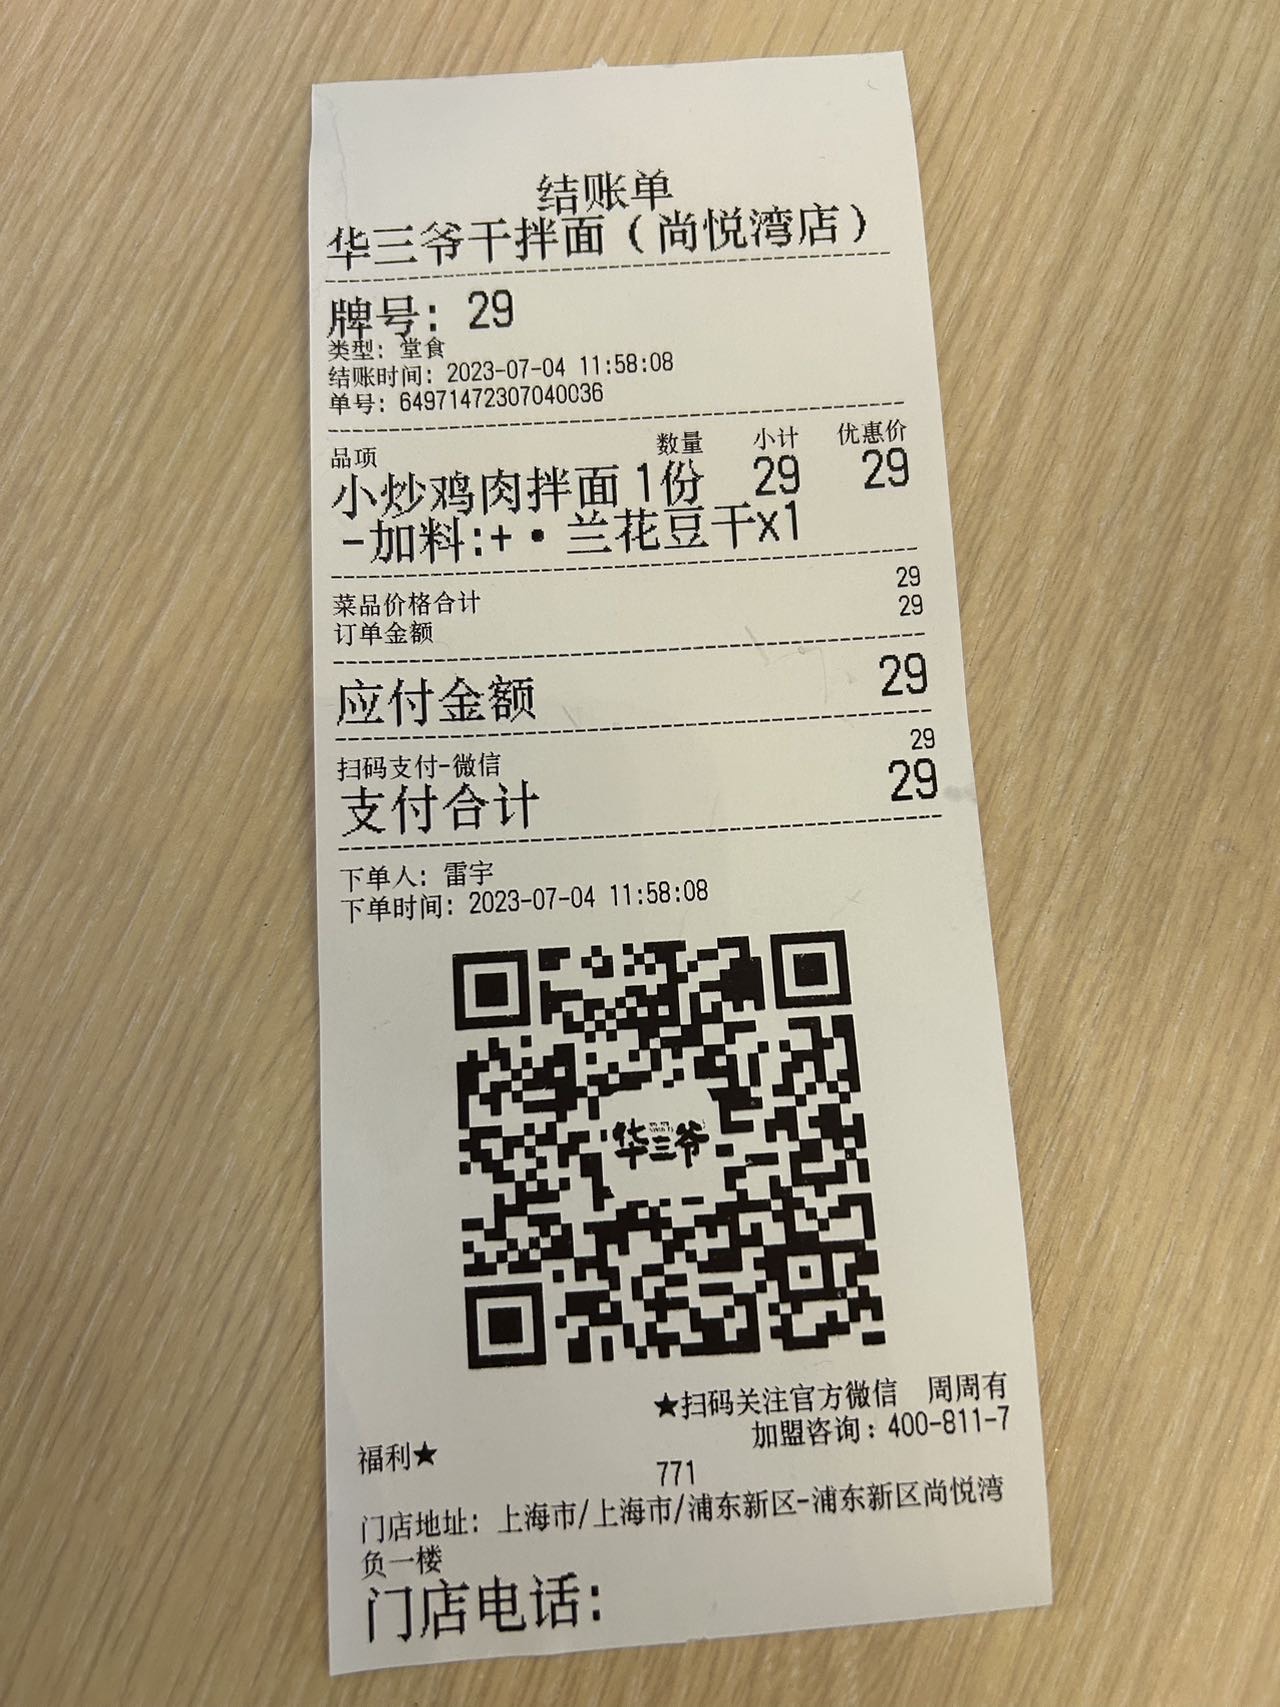 结账单
华三爷干拌面（尚悦湾店）
牌号: 29
类型: 堂食
结账时间: 2023-07-04 11:58:08
单号: 64971472307040036
品项 数量 小计 优惠价
小炒鸡肉拌面 1份 29 29
-加料:+•兰花豆干x1
菜品价格合计 29
订单金额 29
应付金额 29
扫码支付-微信 29
支付合计 29
下单人: 雷宇
下单时间: 2023-07-04 11:58:08
华三爷
★扫码关注官方微信 周周有
福利★ 加盟咨询：400-811-7
771
门店地址: 上海市/上海市/浦东新区-浦东新区尚悦湾
负一楼
门店电话: